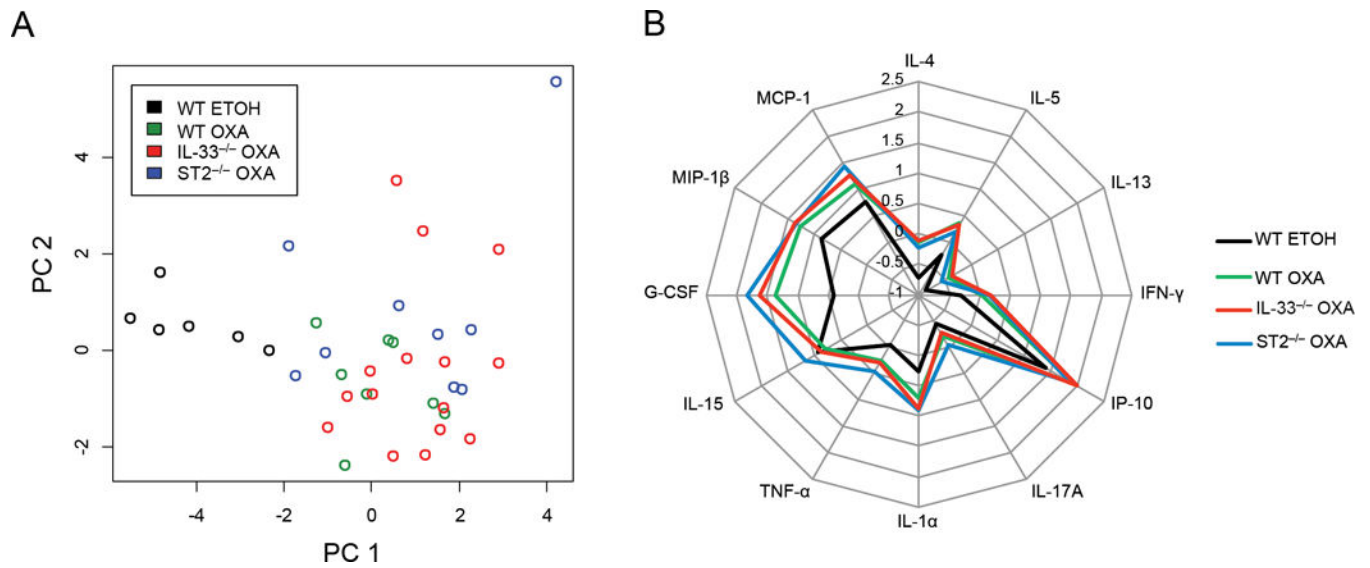 A
PC 2
4
2
0
-2
WT ETOH
WT OXA
IL-33⁻/⁻ OXA
ST2⁻/⁻ OXA
-4
-2
0
2
4
PC 1
B
IL-4
IL-5
IL-13
IFN-γ
IP-10
IL-17A
IL-1α
TNF-α
IL-15
G-CSF
MIP-1β
MCP-1
2.5
2
1.5
1
0.5
0
-0.5
-1
WT ETOH
WT OXA
IL-33⁻/⁻ OXA
ST2⁻/⁻ OXA